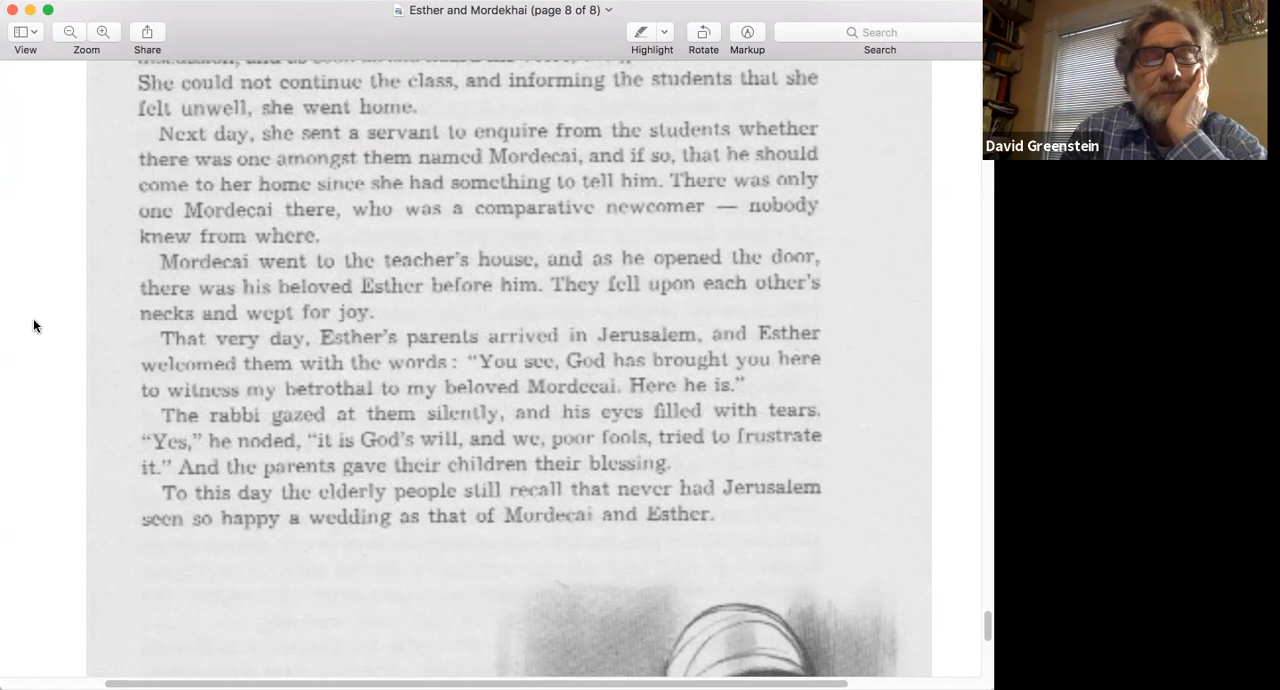 Esther and Mordekhai (page 8 of 8)
View
Zoom
Share
Highlight
Rotate
Markup
Search
Search
She could not continue the class, and informing the students that she
felt unwell, she went home.
Next day, she sent a servant to enquire from the students whether
there was one amongst them named Mordecai, and if so, that he should
come to her home since she had something to tell him. There was only
one Mordecai there, who was a comparative newcomer — nobody
knew from where.
Mordecai went to the teacher's house, and as he opened the door,
there was his beloved Esther before him. They fell upon each other's
necks and wept for joy.
That very day, Esther's parents arrived in Jerusalem, and Esther
welcomed them with the words: "You see, God has brought you here
to witness my betrothal to my beloved Mordecai. Here he is."
The rabbi gazed at them silently, and his eyes filled with tears.
"Yes," he noded, "it is God's will, and we, poor fools, tried to frustrate
it." And the parents gave their children their blessing.
To this day the elderly people still recall that never had Jerusalem
seen so happy a wedding as that of Mordecai and Esther.
David Greenstein